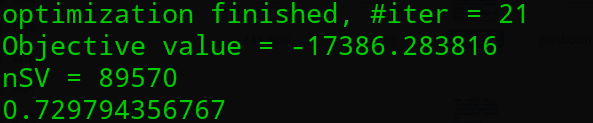 optimization finished, #iter = 21
Objective value = -17386.283816
nSV = 89570
0.729794356767